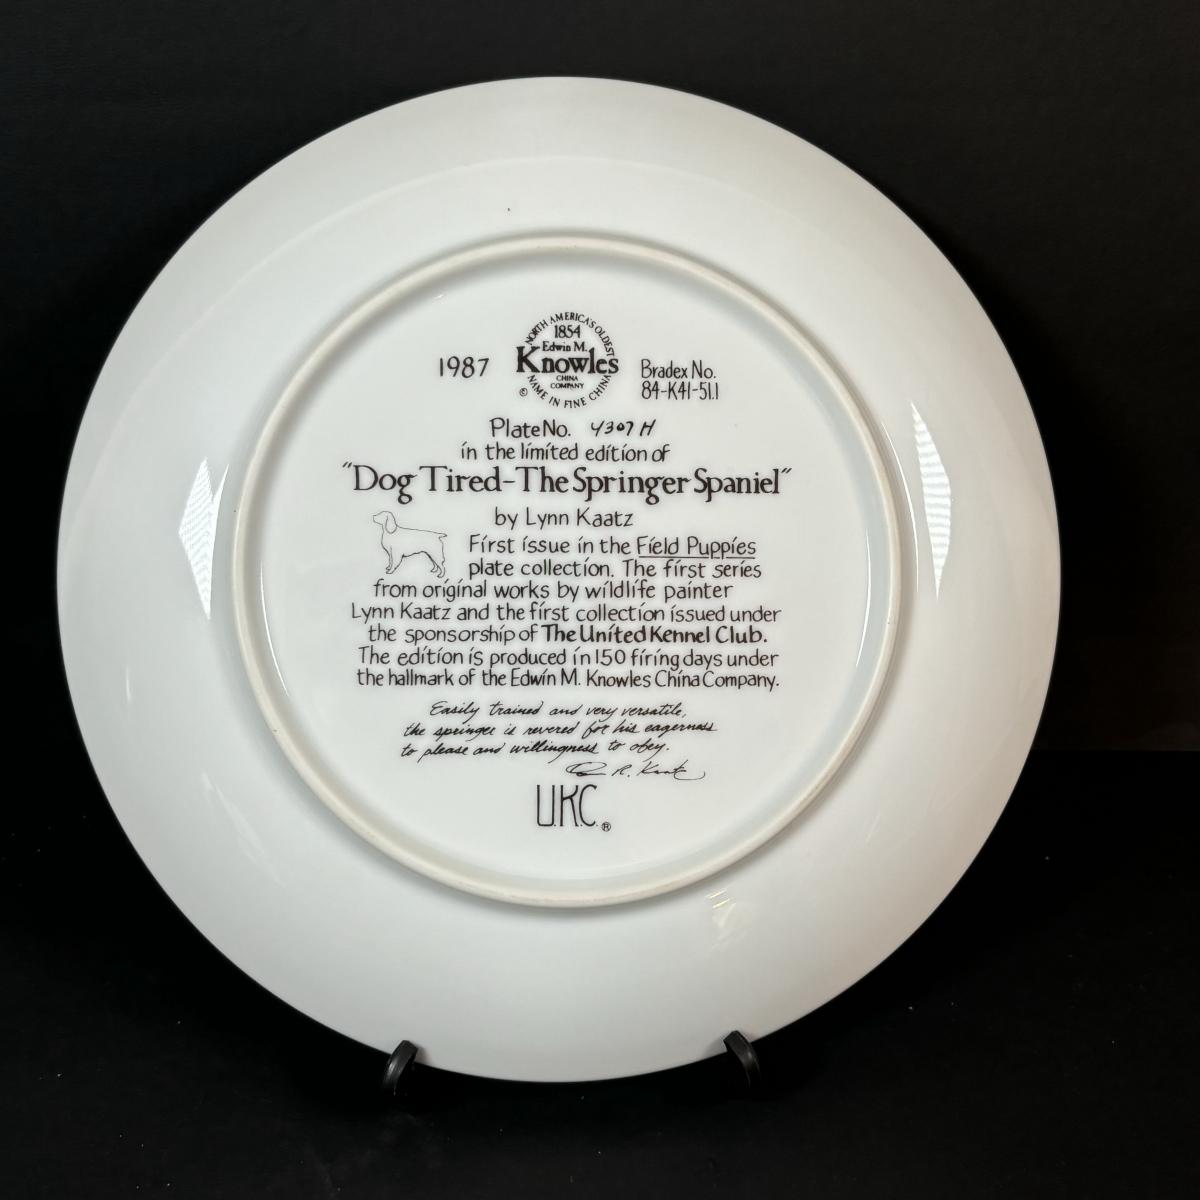 NORTH AMERICA'S OLDEST
1854
Edwin M.
Knowles
CHINA
COMPANY
© NAME IN FINE CHINA
1987
Bradex No.
84-K41-51.1
Plate No. 4307 H
in the limited edition of
"Dog Tired-The Springer Spaniel"
by Lynn Kaatz
First issue in the Field Puppies
plate collection. The first series
from original works by wildlife painter
Lynn Kaatz and the first collection issued under
the sponsorship of The United Kennel Club.
The edition is produced in 150 firing days under
the hallmark of the Edwin M. Knowles China Company.
Easily trained and very versatile,
the springer is revered for his eagerness
to please and willingness to obey.
R. Kaatz
U.K.C. ®